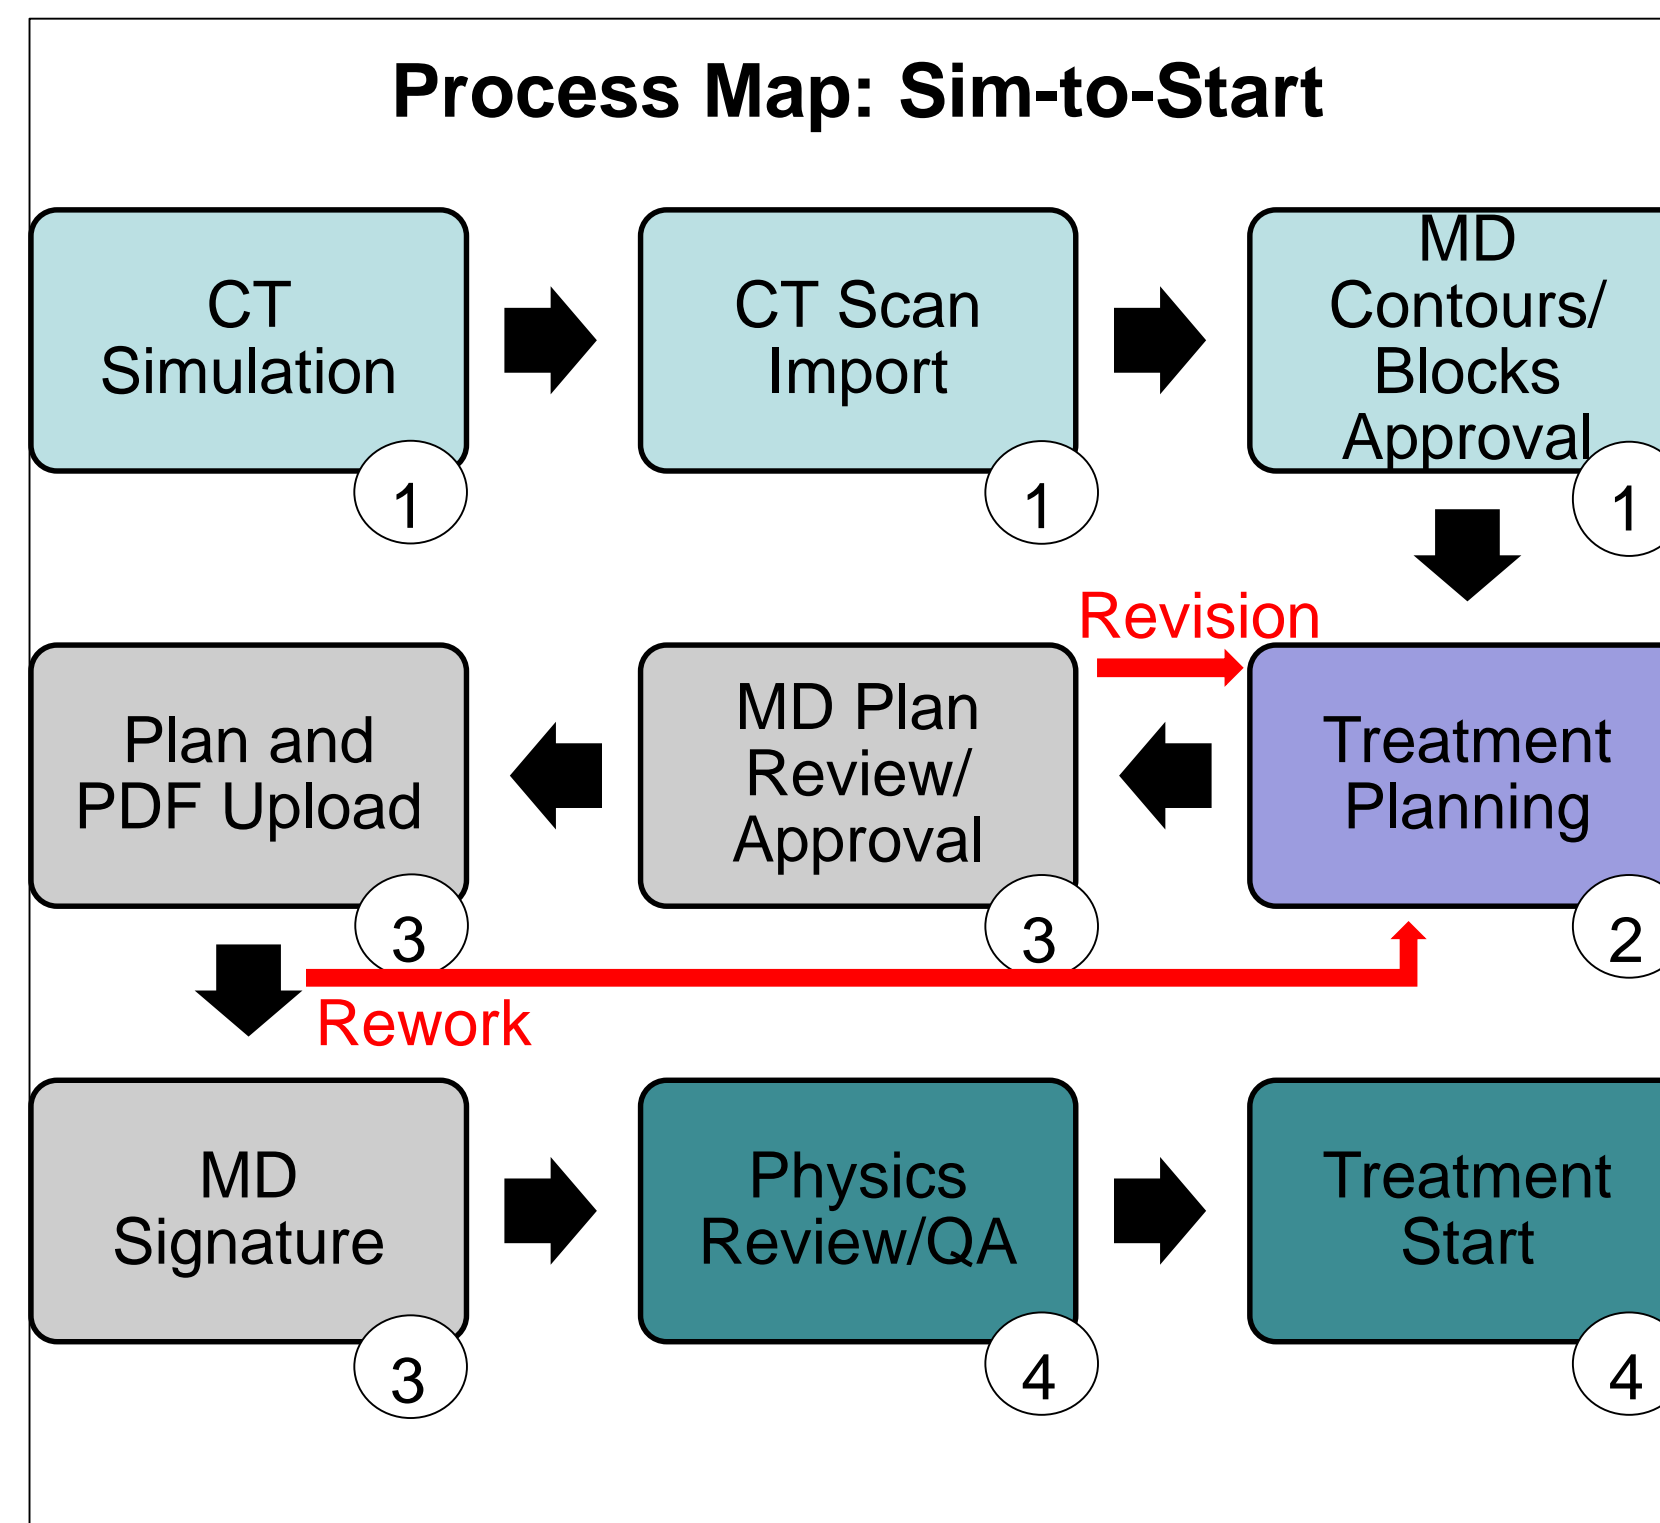 Process Map: Sim-to-Start
CT
Simulation
1
CT Scan
Import
1
MD
Contours/
Blocks
Approval
1
Revision
Treatment
Planning
2
MD Plan
Review/
Approval
3
Plan and
PDF Upload
3
Rework
MD
Signature
3
Physics
Review/QA
4
Treatment
Start
4